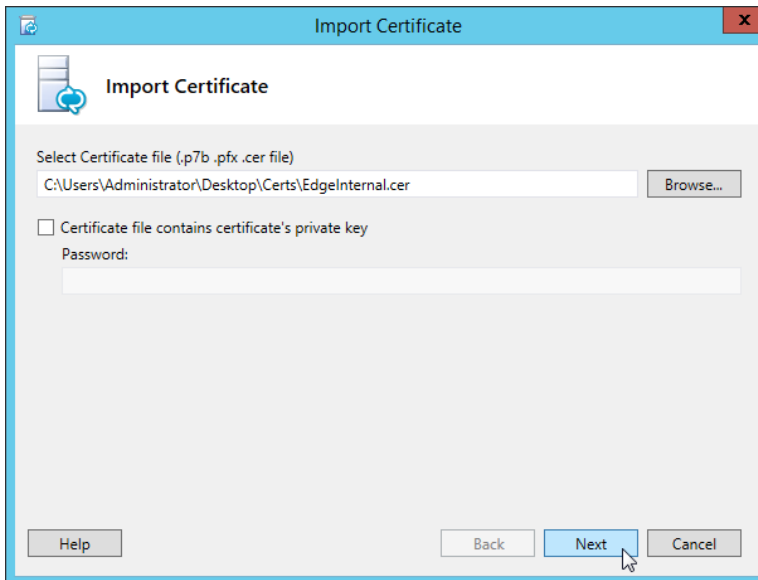 Import Certificate
x
Import Certificate
Select Certificate file (.p7b .pfx .cer file)
C:\Users\Administrator\Desktop\Certs\EdgeInternal.cer Browse...
Certificate file contains certificate's private key
Password:
Help Back Next Cancel